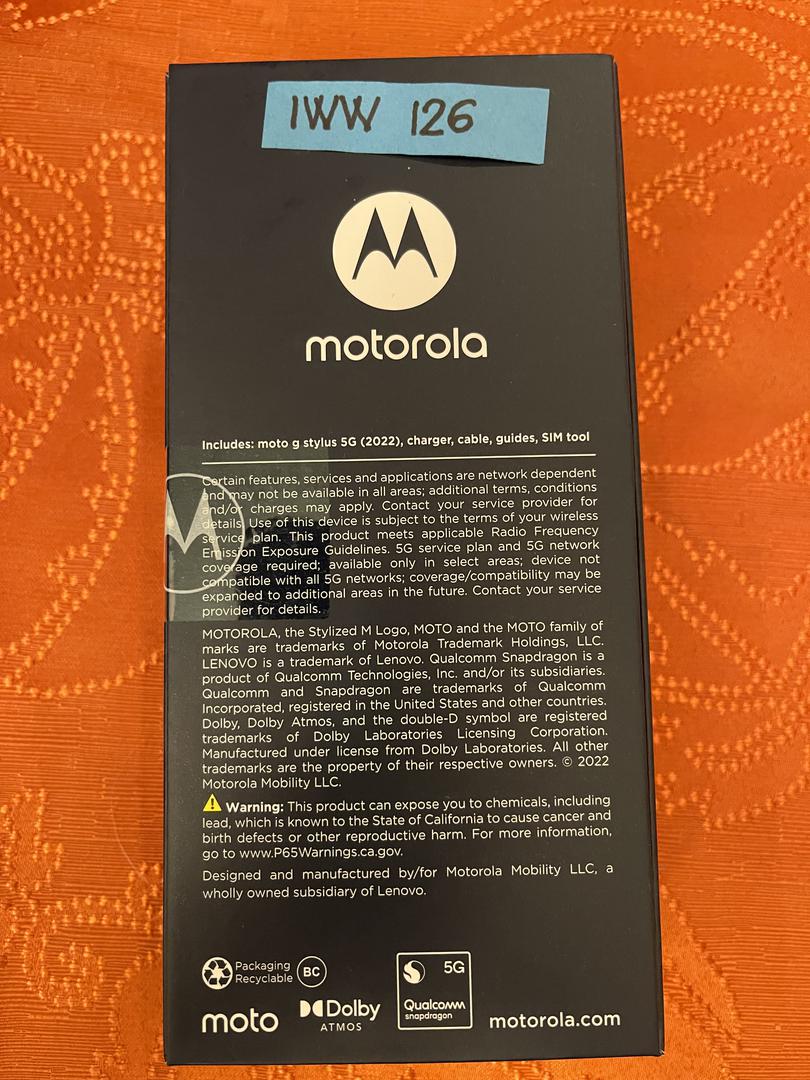 IWW 126
motorola
Includes: moto g stylus 5G (2022), charger, cable, guides, SIM tool
Certain features, services and applications are network dependent
and may not be available in all areas; additional terms, conditions
and/or charges may apply. Contact your service provider for
details. Use of this device is subject to the terms of your wireless
service plan. This product meets applicable Radio Frequency
Emission Exposure Guidelines. 5G service plan and 5G network
coverage required; available only in select areas; device not
compatible with all 5G networks; coverage/compatibility may be
expanded to additional areas in the future. Contact your service
provider for details.
MOTOROLA, the Stylized M Logo, MOTO and the MOTO family of
marks are trademarks of Motorola Trademark Holdings, LLC.
LENOVO is a trademark of Lenovo. Qualcomm Snapdragon is a
product of Qualcomm Technologies, Inc. and/or its subsidiaries.
Qualcomm and Snapdragon are trademarks of Qualcomm
Incorporated, registered in the United States and other countries.
Dolby, Dolby Atmos, and the double-D symbol are registered
trademarks of Dolby Laboratories Licensing Corporation.
Manufactured under license from Dolby Laboratories. All other
trademarks are the property of their respective owners. © 2022
Motorola Mobility LLC.
Warning: This product can expose you to chemicals, including
lead, which is known to the State of California to cause cancer and
birth defects or other reproductive harm. For more information,
go to www.P65Warnings.ca.gov.
Designed and manufactured by/for Motorola Mobility LLC, a
wholly owned subsidiary of Lenovo.
Packaging
Recyclable
BC
moto
Dolby
ATMOS
5G
Qualcomm
snapdragon
motorola.com